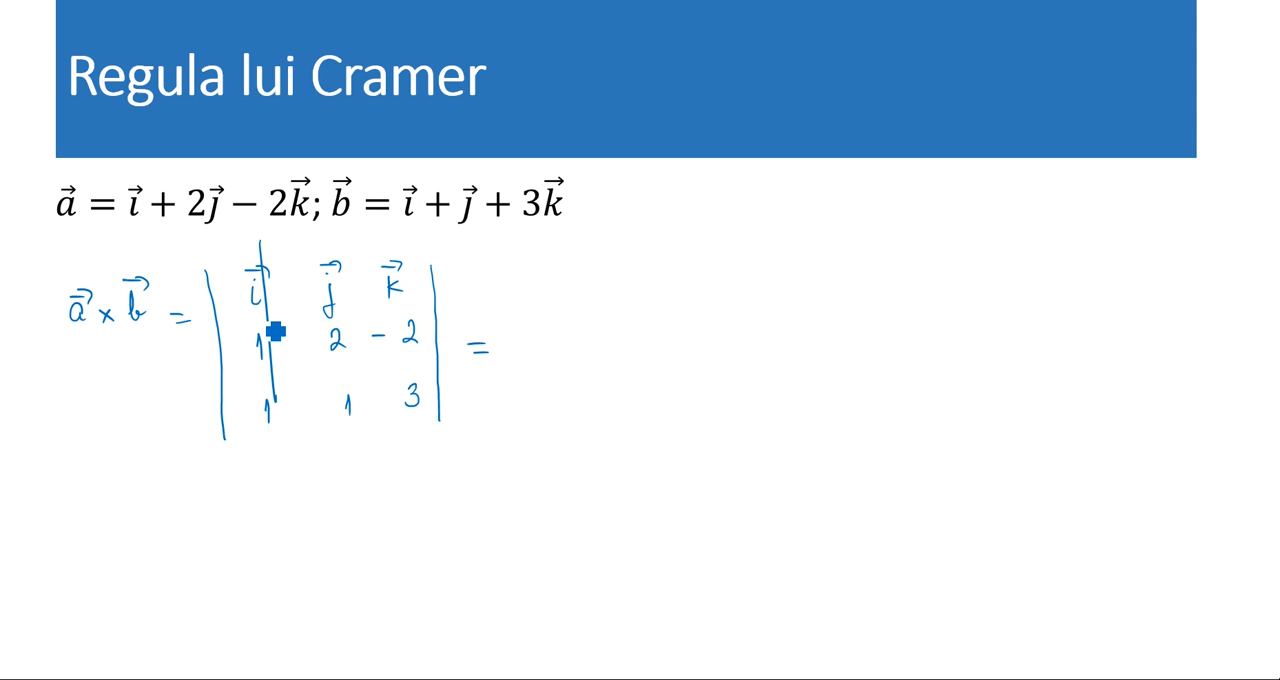 Regula lui Cramer
a⃗ = i⃗ + 2j⃗ − 2k⃗; b⃗ = i⃗ + j⃗ + 3k⃗
a⃗ × b⃗ = | i⃗ j⃗ k⃗ |
| 1 2 −2 | =
| 1 1 3 |